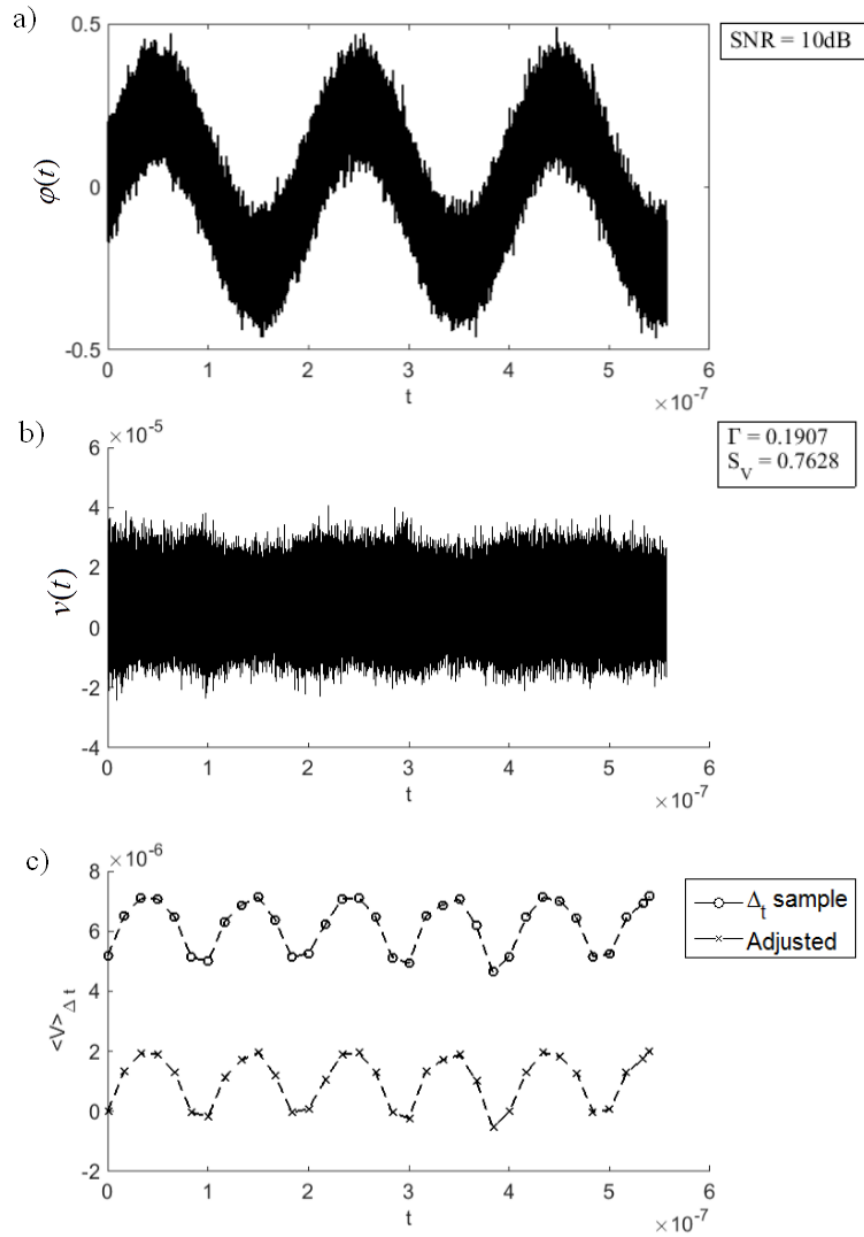 a)
SNR = 10dB
0.5
0
-0.5
φ(t)
0 1 2 3 4 5 6
t
×10⁻⁷
b)
Γ = 0.1907
S_V = 0.7628
×10⁻⁵
6
4
2
0
-2
-4
v(t)
0 1 2 3 4 5 6
t
×10⁻⁷
c)
×10⁻⁶
8
6
4
2
0
-2
<V>_Δt
Δ_t sample
Adjusted
0 1 2 3 4 5 6
t
×10⁻⁷